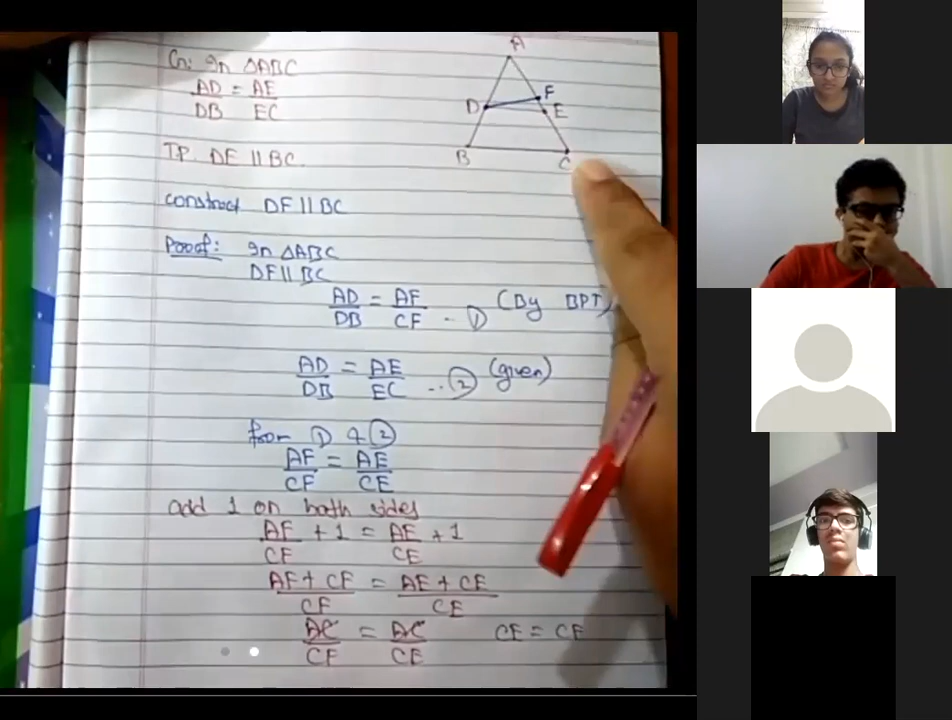 G: In △ABC
AD/DB = AE/EC
T.P. DE || BC
construct DF || BC
Proof: In △ABC
DF || BC
AD/DB = AF/CF -- ① (By BPT)
AD/DB = AE/EC -- ② (given)
from ① & ②
AF/CF = AE/CE
add 1 on both sides
AF/CF + 1 = AE/CE + 1
AF + CF/CF = AE + CE/CE
AC/CF = AC/CE CE = CF
A
D
F
E
B
C